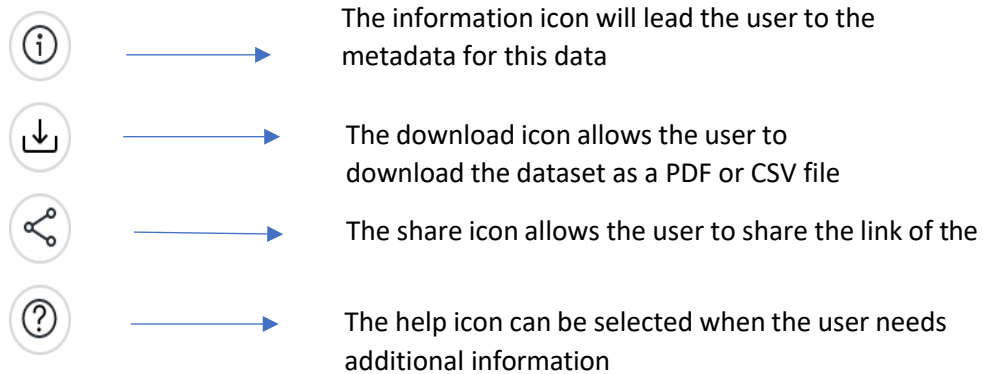 The information icon will lead the user to the
metadata for this data
The download icon allows the user to
download the dataset as a PDF or CSV file
The share icon allows the user to share the link of the
The help icon can be selected when the user needs
additional information